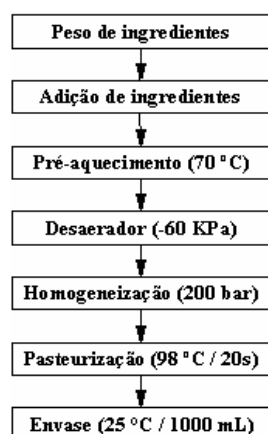 Peso de ingredientes
Adição de ingredientes
Pré-aquecimento (70 °C)
Desaerador (-60 KPa)
Homogeneização (200 bar)
Pasteurização (98 °C / 20s)
Envase (25 °C / 1000 mL)